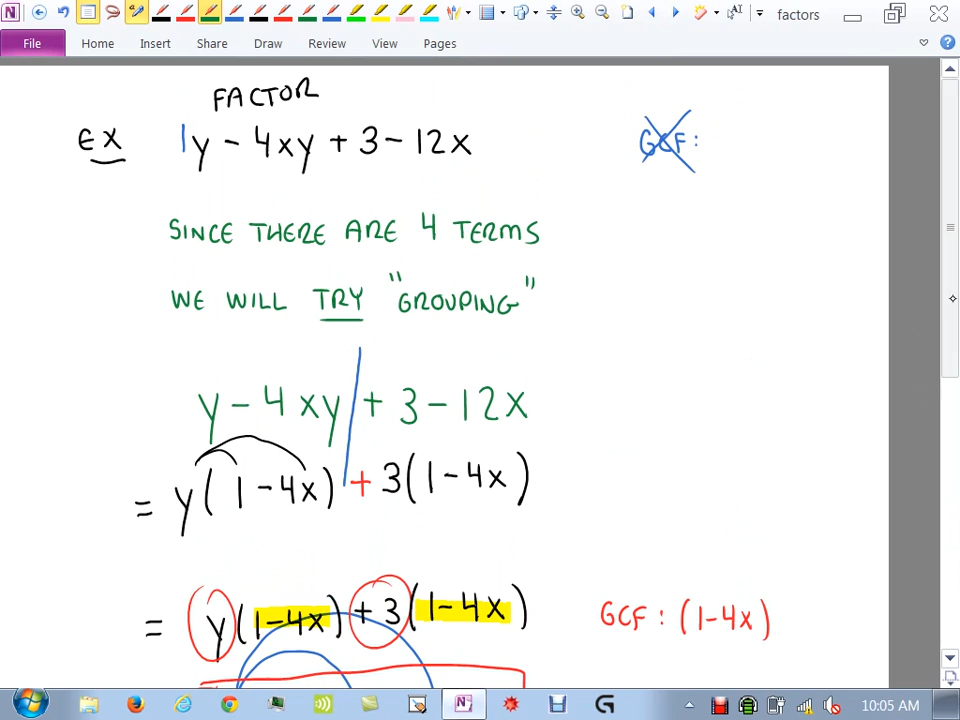 factors
File Home Insert Share Draw Review View Pages
FACTOR
EX 1y - 4xy + 3 - 12x GCF:
SINCE THERE ARE 4 TERMS
WE WILL TRY "GROUPING"
y - 4xy + 3 - 12x
= y(1 - 4x) + 3(1 - 4x)
= y(1-4x) + 3(1-4x) GCF: (1-4x)
10:05 AM